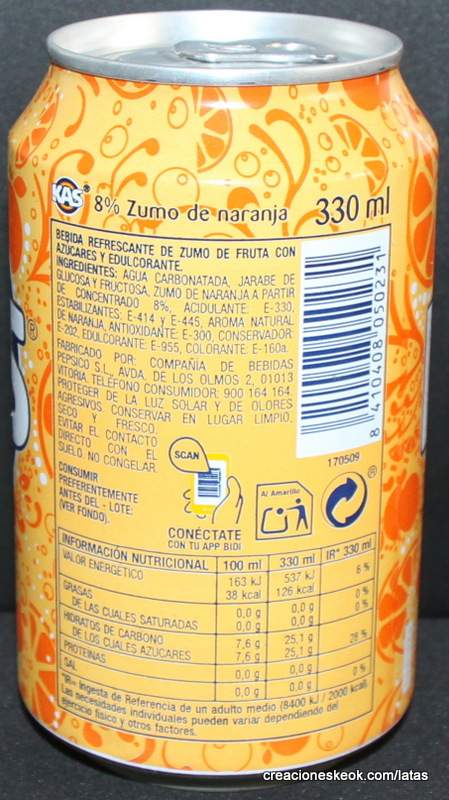 KAS®
8% Zumo de naranja 330 ml
BEBIDA REFRESCANTE DE ZUMO DE FRUTA CON
AZÚCARES Y EDULCORANTE.
INGREDIENTES: AGUA CARBONATADA, JARABE DE
GLUCOSA Y FRUCTOSA, ZUMO DE NARANJA A PARTIR
DE CONCENTRADO 8%, ACIDULANTE: E-330,
ESTABILIZANTES: E-414 y E-445, AROMA NATURAL
DE NARANJA, ANTIOXIDANTE: E-300, CONSERVADOR:
E-202, EDULCORANTE: E-955, COLORANTE: E-160a.
FABRICADO POR: COMPAÑÍA DE BEBIDAS
PEPSICO S.L., AVDA. DE LOS OLMOS 2, 01013
VITORIA. TELÉFONO CONSUMIDOR: 900 164 164.
PROTEGER DE LA LUZ SOLAR Y DE OLORES
AGRESIVOS. CONSERVAR EN LUGAR LIMPIO,
SECO Y FRESCO.
EVITAR EL CONTACTO
DIRECTO CON EL
SUELO. NO CONGELAR.
CONSUMIR
PREFERENTEMENTE
ANTES DEL - LOTE:
(VER FONDO).
8 410408 050231
170509
SCAN
CONÉCTATE
CON TU APP BIDI
Al Amarillo
®
INFORMACIÓN NUTRICIONAL 100 ml 330 ml IR* 330 ml
VALOR ENERGÉTICO 163 kJ 537 kJ 6 %
38 kcal 126 kcal
GRASAS 0,0 g 0,0 g 0 %
DE LAS CUALES SATURADAS 0,0 g 0,0 g 0 %
HIDRATOS DE CARBONO 7,6 g 25,1 g
DE LOS CUALES AZÚCARES 7,6 g 25,1 g 28 %
PROTEÍNAS 0,0 g 0,0 g
SAL 0,0 g 0,0 g 0 %
*IR= Ingesta de Referencia de un adulto medio (8400 kJ / 2000 kcal).
Las necesidades individuales pueden variar dependiendo del
ejercicio físico y otros factores.
®
creacioneskeok.com/latas